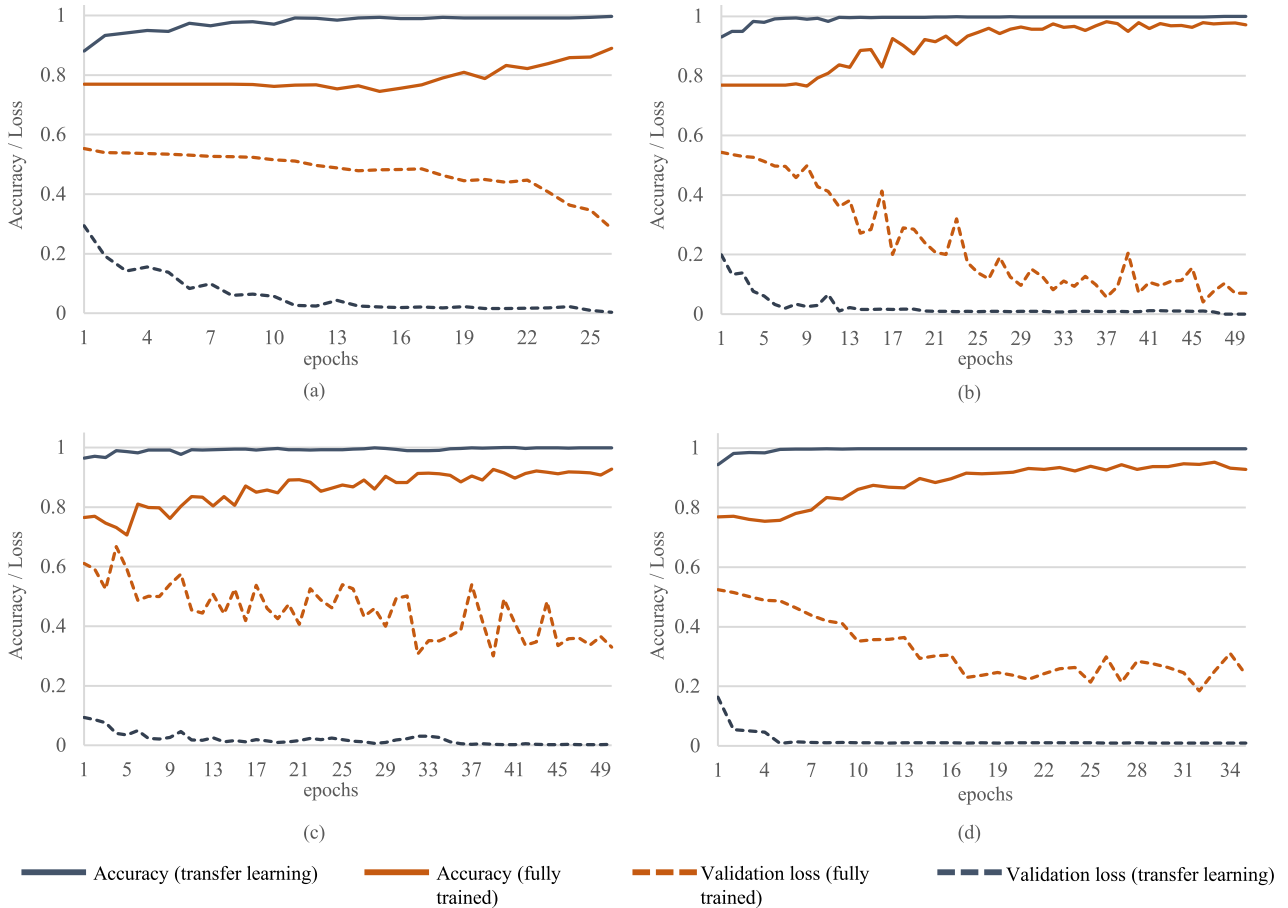 1
0.8
0.6
0.4
0.2
0
Accuracy / Loss
1 4 7 10 13 16 19 22 25
epochs
(a)
1
0.8
0.6
0.4
0.2
0
Accuracy / Loss
1 5 9 13 17 21 25 29 33 37 41 45 49
epochs
(b)
1
0.8
0.6
0.4
0.2
0
Accuracy / Loss
1 5 9 13 17 21 25 29 33 37 41 45 49
epochs
(c)
1
0.8
0.6
0.4
0.2
0
Accuracy / Loss
1 4 7 10 13 16 19 22 25 28 31 34
epochs
(d)
Accuracy (transfer learning)
Accuracy (fully
trained)
Validation loss (fully
trained)
Validation loss (transfer learning)